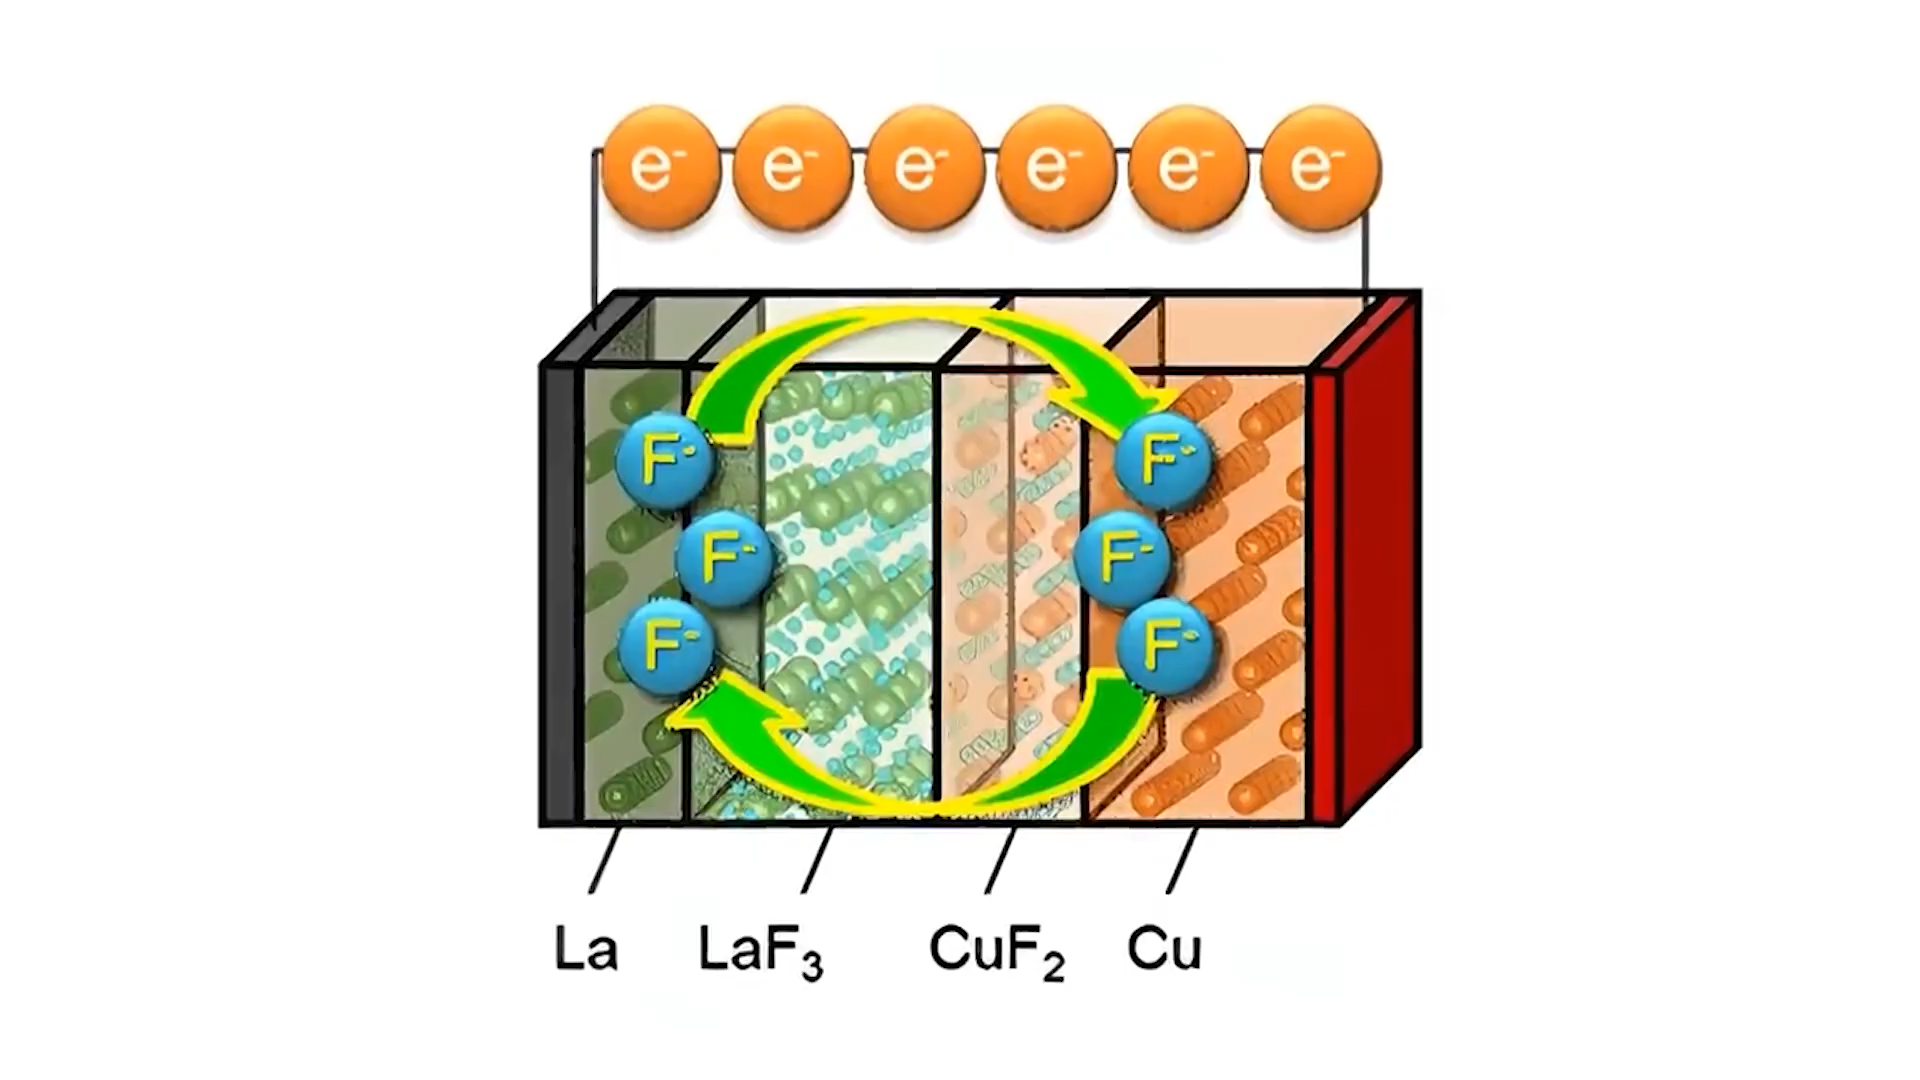 e⁻ e⁻ e⁻ e⁻ e⁻ e⁻
F⁻ F⁻
F⁻ F⁻
F⁻ F⁻
La LaF₃ CuF₂ Cu